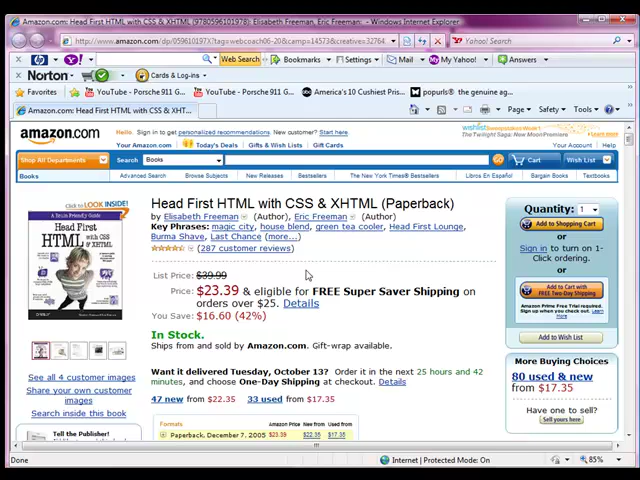 Amazon.com: Head First HTML with CSS & XHTML (9780596101978): Elisabeth Freeman, Eric Freeman: - Windows Internet Explorer
http://www.amazon.com/dp/059610197X?tag=webcoach06-20&camp=14573&creative=32764
Yahoo! Search
Web Search
Bookmarks
Settings
Mail
My Yahoo!
Answers
Norton
Cards & Log-ins
Favorites
YouTube - Porsche 911 G...
YouTube - Porsche 911 G...
America's 10 Cushiest Pris...
popurls® | the genuine ag...
Amazon.com: Head First HTML with CSS & XHT...
Page
Safety
Tools
amazon.com
Hello. Sign in to get personalized recommendations. New customer? Start here.
Your Amazon.com
Today's Deals
Gifts & Wish Lists
Gift Cards
The Twilight Saga: New Moon
Your Account
Help
Shop All Departments
Search
Books
GO
Cart
Wish List
Books
Advanced Search
Browse Subjects
New Releases
Bestsellers
The New York Times® Bestsellers
Libros En Español
Bargain Books
Textbooks
Click to LOOK INSIDE!
A Brain-Friendly Guide
Head First
HTML
with CSS
& XHTML
See all 4 customer images
Share your own customer
images
Search inside this book
Tell the Publisher!
Head First HTML with CSS & XHTML (Paperback)
by Elisabeth Freeman (Author), Eric Freeman (Author)
Key Phrases: magic city, house blend, green tea cooler, Head First Lounge,
Burma Shave, Last Chance (more...)
(287 customer reviews)
List Price: $39.99
Price: $23.39 & eligible for FREE Super Saver Shipping on
orders over $25. Details
You Save: $16.60 (42%)
In Stock.
Ships from and sold by Amazon.com. Gift-wrap available.
Want it delivered Tuesday, October 13? Order it in the next 25 hours and 42
minutes, and choose One-Day Shipping at checkout. Details
47 new from $22.35
33 used from $17.35
Formats
Amazon Price
New from
Used from
Paperback, December 7, 2005
$23.39
$22.35
$17.35
Quantity: 1
Add to Shopping Cart
or
Sign in to turn on 1-
Click ordering.
or
Add to Cart with
FREE Two-Day Shipping
Amazon Prime Free Trial required. Sign up when you check out. Learn More
Add to Wish List
More Buying Choices
80 used & new
from $17.35
Have one to sell?
Sell yours here
Done
Internet | Protected Mode: On
85%